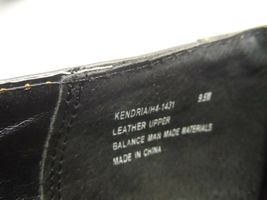 KENDRIA/H4-1431 9.5M
LEATHER UPPER
BALANCE MAN MADE MATERIALS
MADE IN CHINA